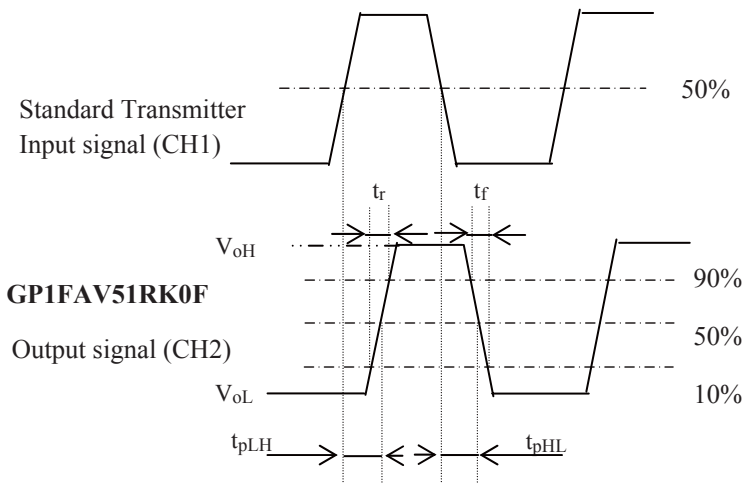 50%
Standard Transmitter
Input signal (CH1)
tr tf
VoH
90%
GP1FAV51RK0F
50%
Output signal (CH2)
VoL 10%
tpLH tpHL